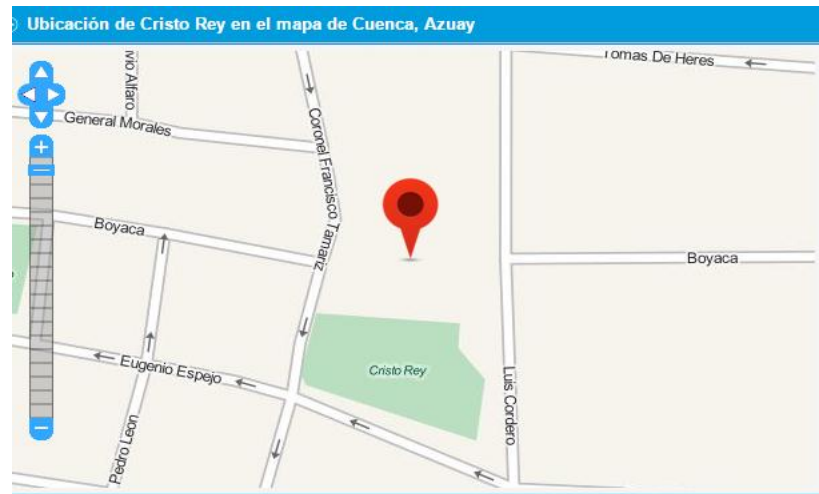 Ubicación de Cristo Rey en el mapa de Cuenca, Azuay
Tomas De Heres
Alfaro
General Morales
Coronel Francisco Tamariz
Boyaca
Boyaca
Eugenio Espejo
Cristo Rey
Luis Cordero
Pedro Leon